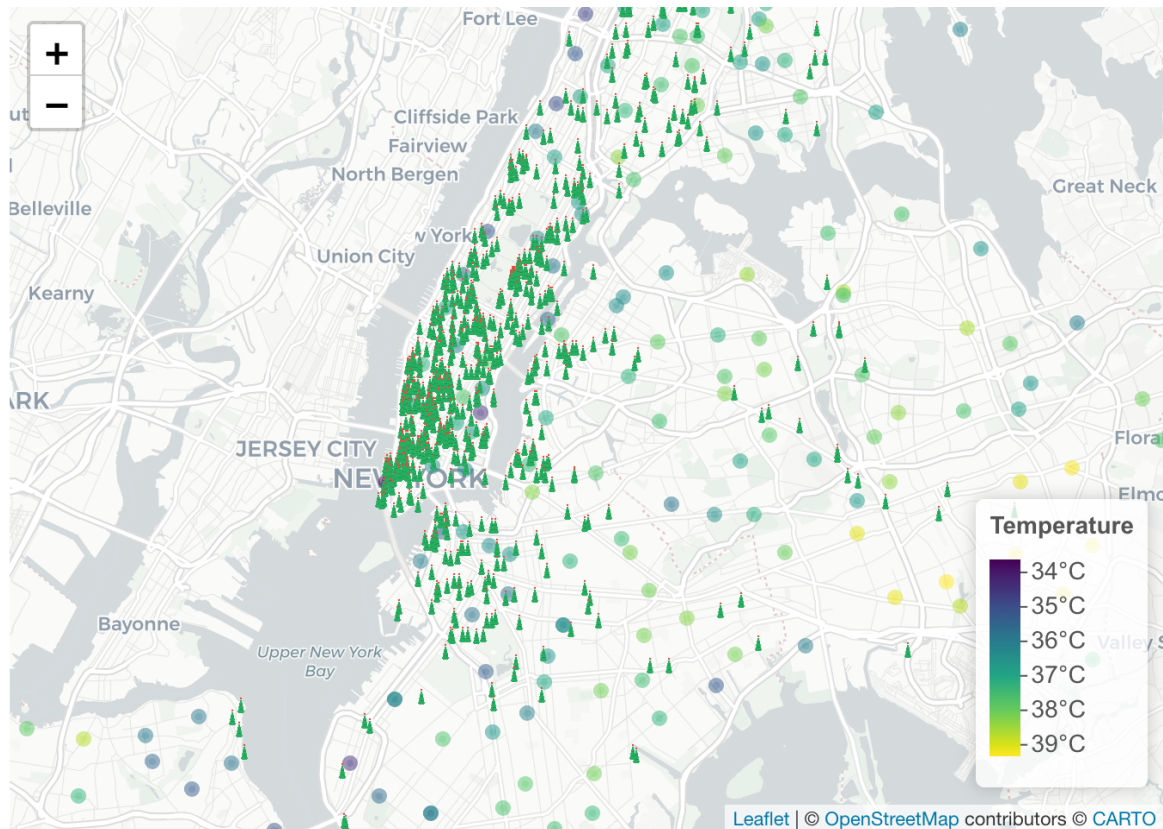 +
−
Fort Lee
Cliffside Park
Fairview
North Bergen
Great Neck
Belleville
w York
Union City
Kearny
ARK
JERSEY CITY
NEW YORK
Flora
Elmo
Temperature
34°C
35°C
36°C
37°C
38°C
39°C
Bayonne
Valley S
Upper New York
Bay
Leaflet | © OpenStreetMap contributors © CARTO